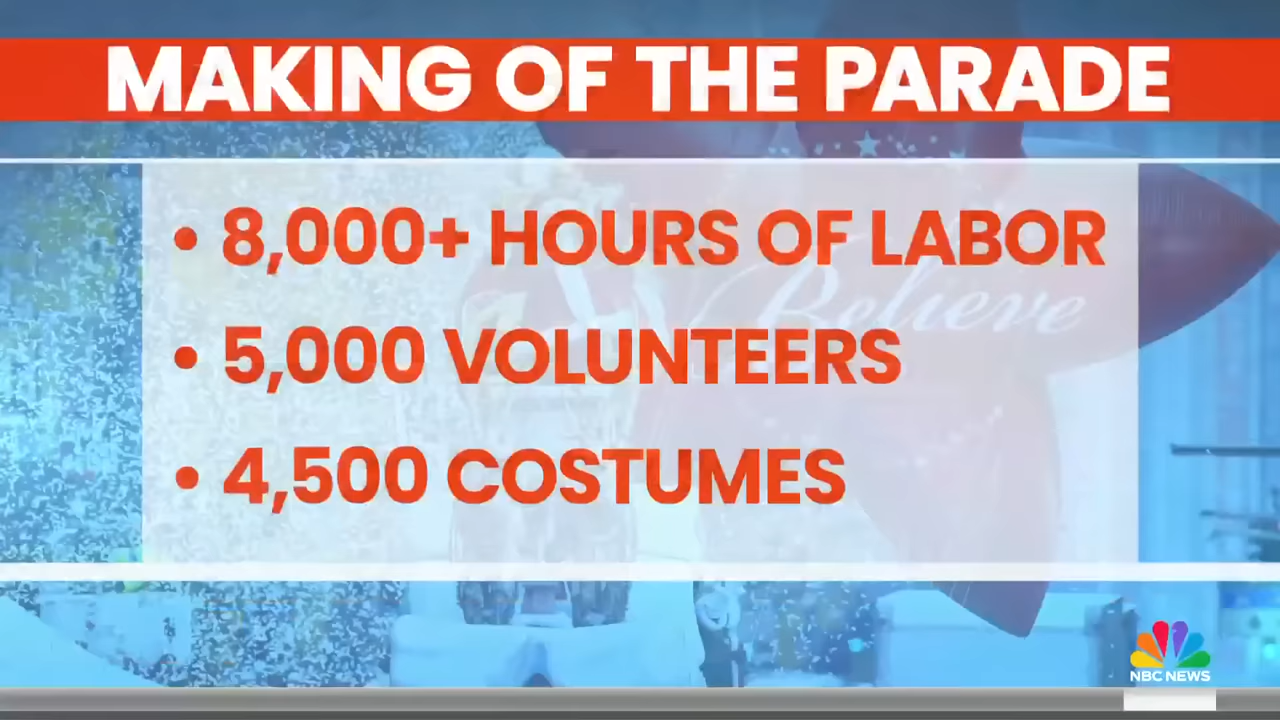 MAKING OF THE PARADE
• 8,000+ HOURS OF LABOR
Believe
• 5,000 VOLUNTEERS
• 4,500 COSTUMES
NBC NEWS